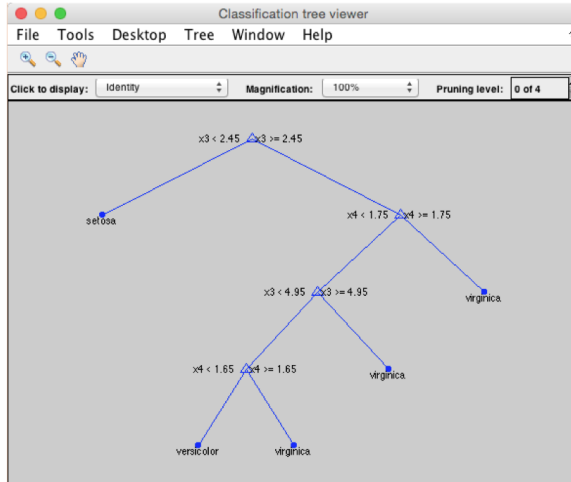 Classification tree viewer
File Tools Desktop Tree Window Help
Click to display: Identity Magnification: 100% Pruning level: 0 of 4
x3 < 2.45 x3 >= 2.45
setosa
x4 < 1.75 x4 >= 1.75
x3 < 4.95 x3 >= 4.95
virginica
x4 < 1.65 x4 >= 1.65
virginica
versicolor
virginica